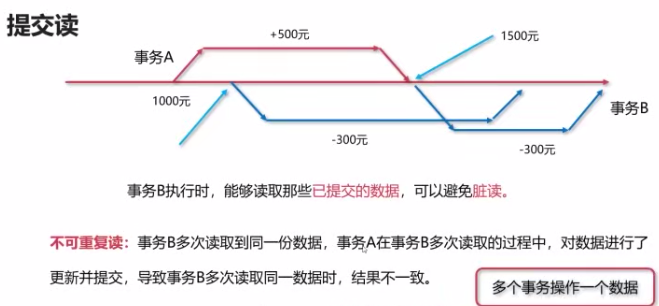 提交读
+500元
1500元
事务A
1000元
事务B
-300元
-300元
事务B执行时，能够读取那些已提交的数据，可以避免脏读。
不可重复读：事务B多次读取到同一份数据，事务A在事务B多次读取的过程中，对数据进行了
更新并提交，导致事务B多次读取同一数据时，结果不一致。
多个事务操作一个数据